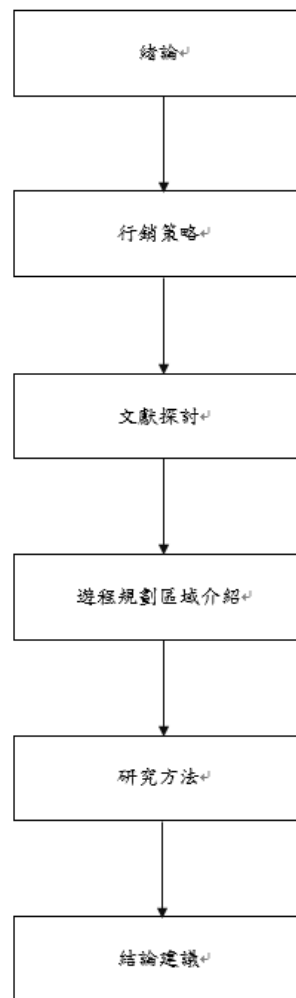 緒論
行銷策略
文獻探討
遊程規劃區域介紹
研究方法
結論建議